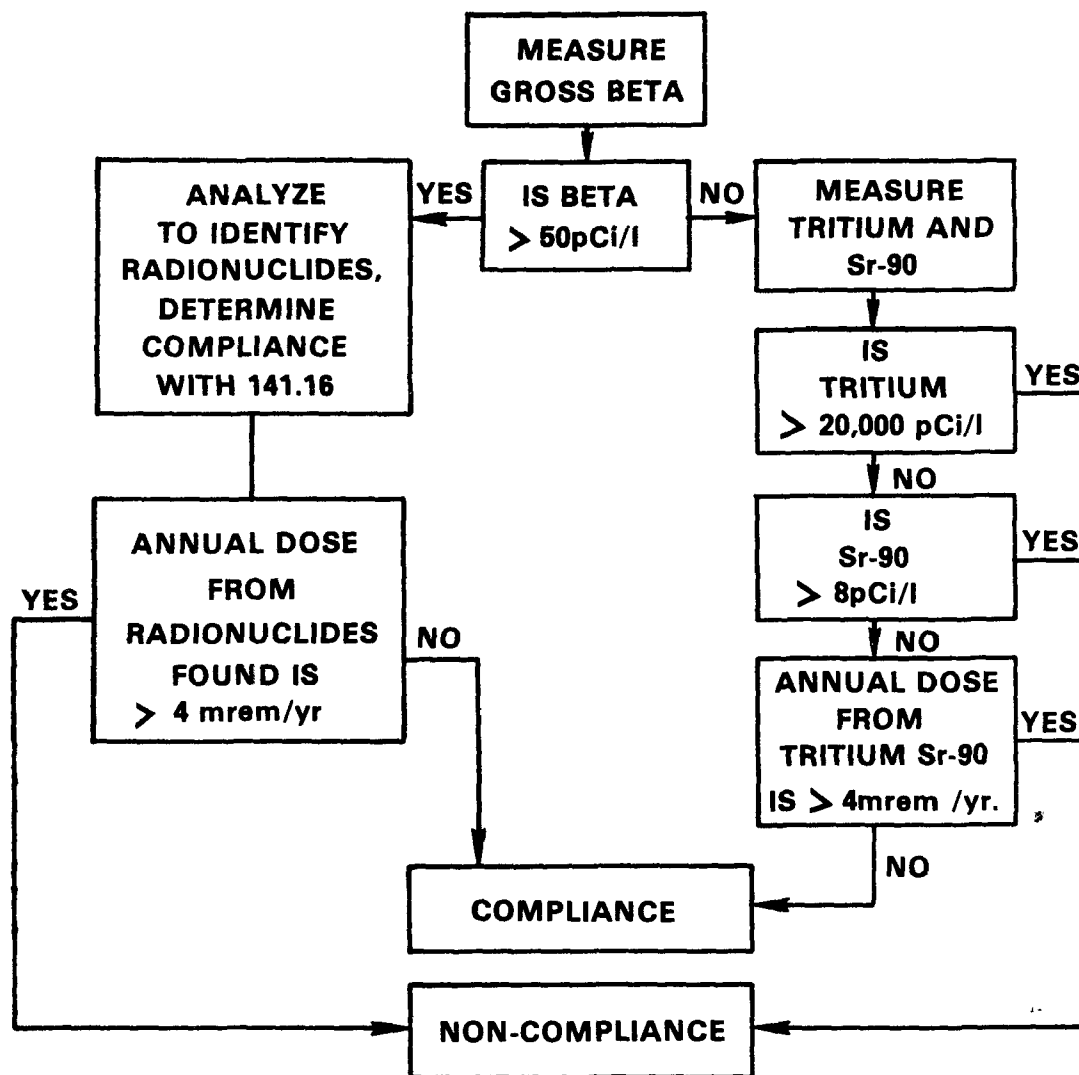 MEASURE
GROSS BETA
IS BETA
> 50pCi/l
YES
NO
ANALYZE
TO IDENTIFY
RADIONUCLIDES,
DETERMINE
COMPLIANCE
WITH 141.16
MEASURE
TRITIUM AND
Sr-90
IS
TRITIUM
> 20,000 pCi/l
YES
NO
IS
Sr-90
> 8pCi/l
YES
NO
ANNUAL DOSE
FROM
RADIONUCLIDES
FOUND IS
> 4 mrem/yr
YES
NO
ANNUAL DOSE
FROM
TRITIUM Sr-90
IS > 4mrem /yr.
YES
NO
COMPLIANCE
NON-COMPLIANCE